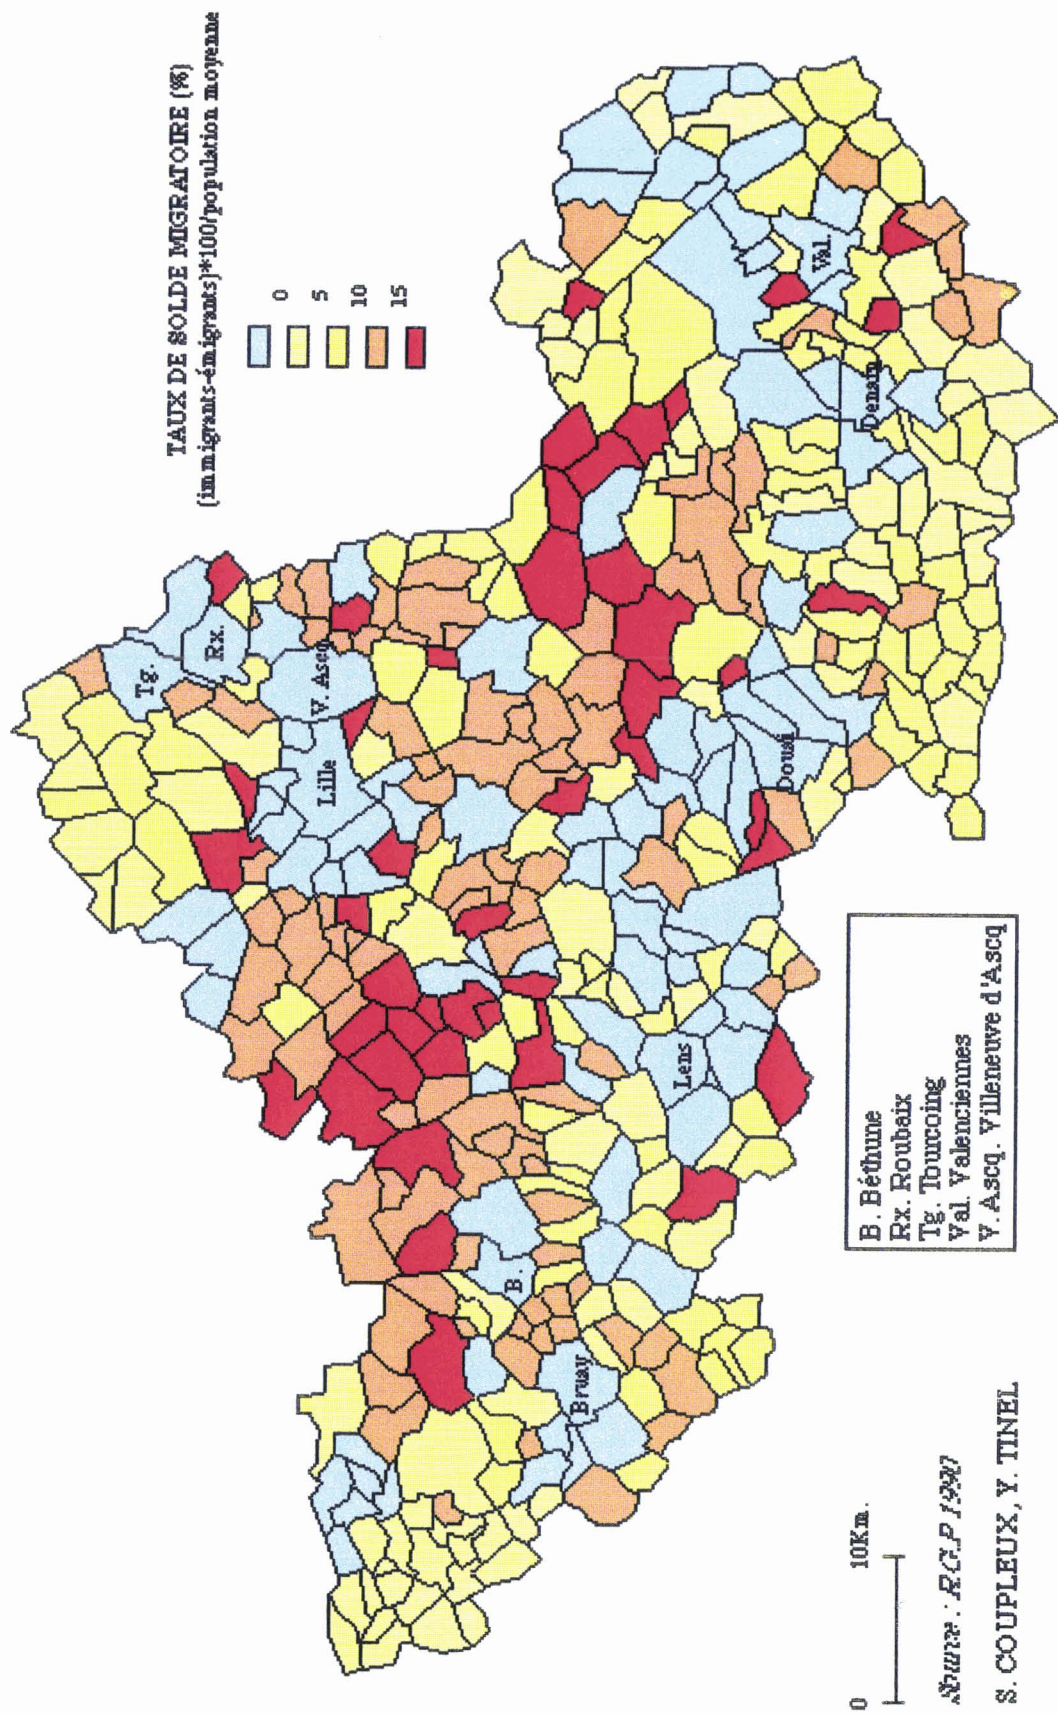 TAUX DE SOLDE MIGRATOIRE (%)
(immigrants-émigrants)*100/population moyenne
0
5
10
15
Tg.
Rx.
V. Ascq
Lille
B.
Bruay
Lens
Douai
Denain
Val.
B. Béthune
Rx. Roubaix
Tg. Tourcoing
Val. Valenciennes
V. Ascq. Villeneuve d'Ascq
0 10Km.
Source : R.G.P 1990
S. COUPLEUX, Y. TINEL